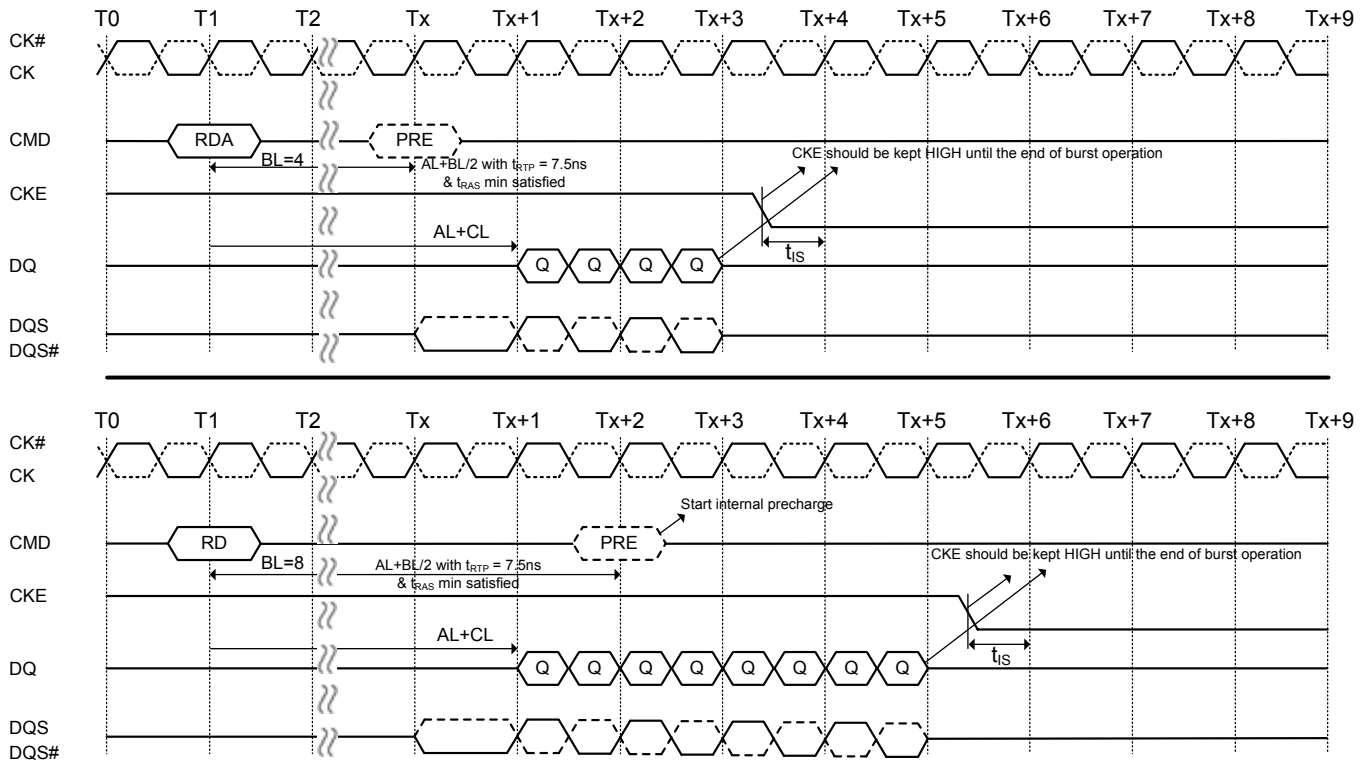 T0 T1 T2 Tx Tx+1 Tx+2 Tx+3 Tx+4 Tx+5 Tx+6 Tx+7 Tx+8 Tx+9
CK#
CK
CMD RDA PRE
BL=4 AL+BL/2 with tRTP = 7.5ns
& tRAS min satisfied
CKE should be kept HIGH until the end of burst operation
CKE
AL+CL
tIS
DQ Q Q Q Q
DQS
DQS#
T0 T1 T2 Tx Tx+1 Tx+2 Tx+3 Tx+4 Tx+5 Tx+6 Tx+7 Tx+8 Tx+9
CK#
CK
Start internal precharge
CMD RD PRE
CKE should be kept HIGH until the end of burst operation
BL=8 AL+BL/2 with tRTP = 7.5ns
& tRAS min satisfied
CKE
AL+CL
tIS
DQ Q Q Q Q Q Q Q Q
DQS
DQS#